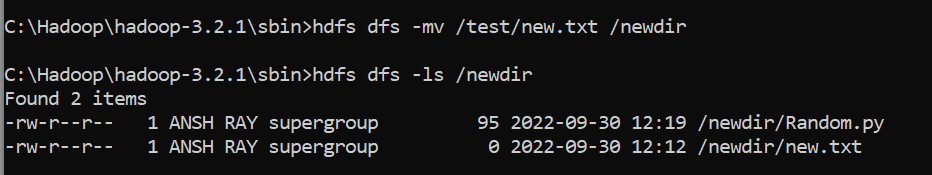 C:\Hadoop\hadoop-3.2.1\sbin>hdfs dfs -mv /test/new.txt /newdir
C:\Hadoop\hadoop-3.2.1\sbin>hdfs dfs -ls /newdir
Found 2 items
-rw-r--r--   1 ANSH RAY supergroup         95 2022-09-30 12:19 /newdir/Random.py
-rw-r--r--   1 ANSH RAY supergroup          0 2022-09-30 12:12 /newdir/new.txt